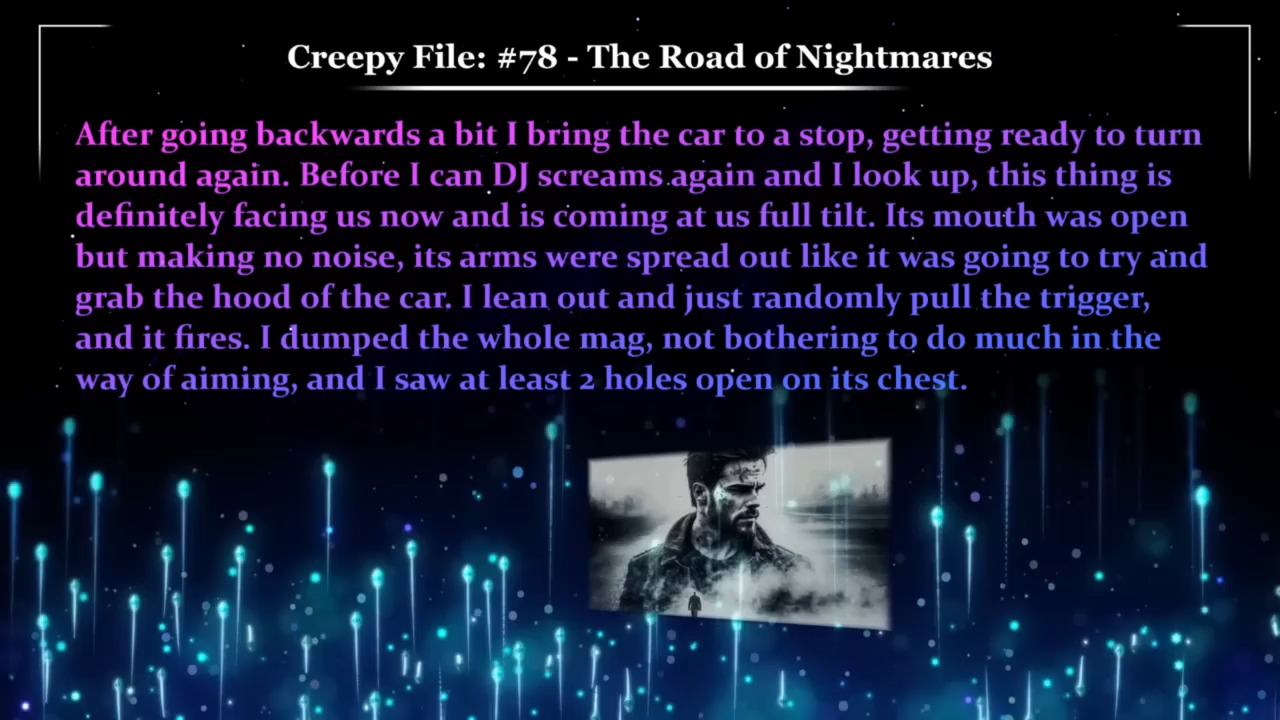 Creepy File: #78 - The Road of Nightmares
After going backwards a bit I bring the car to a stop, getting ready to turn
around again. Before I can DJ screams again and I look up, this thing is
definitely facing us now and is coming at us full tilt. Its mouth was open
but making no noise, its arms were spread out like it was going to try and
grab the hood of the car. I lean out and just randomly pull the trigger,
and it fires. I dumped the whole mag, not bothering to do much in the
way of aiming, and I saw at least 2 holes open on its chest.